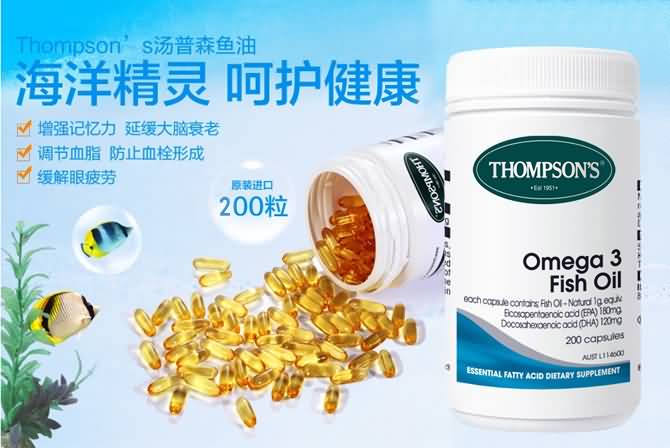 Thompson’s汤普森鱼油
海洋精灵 呵护健康
增强记忆力 延缓大脑衰老
调节血脂 防止血栓形成
缓解眼疲劳
原装进口
200粒
THOMPSON'S
THOMPSON'S®
• Est 1951 •
Omega 3
Fish Oil
each capsule contains: Fish Oil - Natural 1g, equiv.
Eicosapentaenoic acid (EPA) 180mg,
Docosahexaenoic acid (DHA) 120mg
200 capsules
AUST L 114600
ESSENTIAL FATTY ACID DIETARY SUPPLEMENT